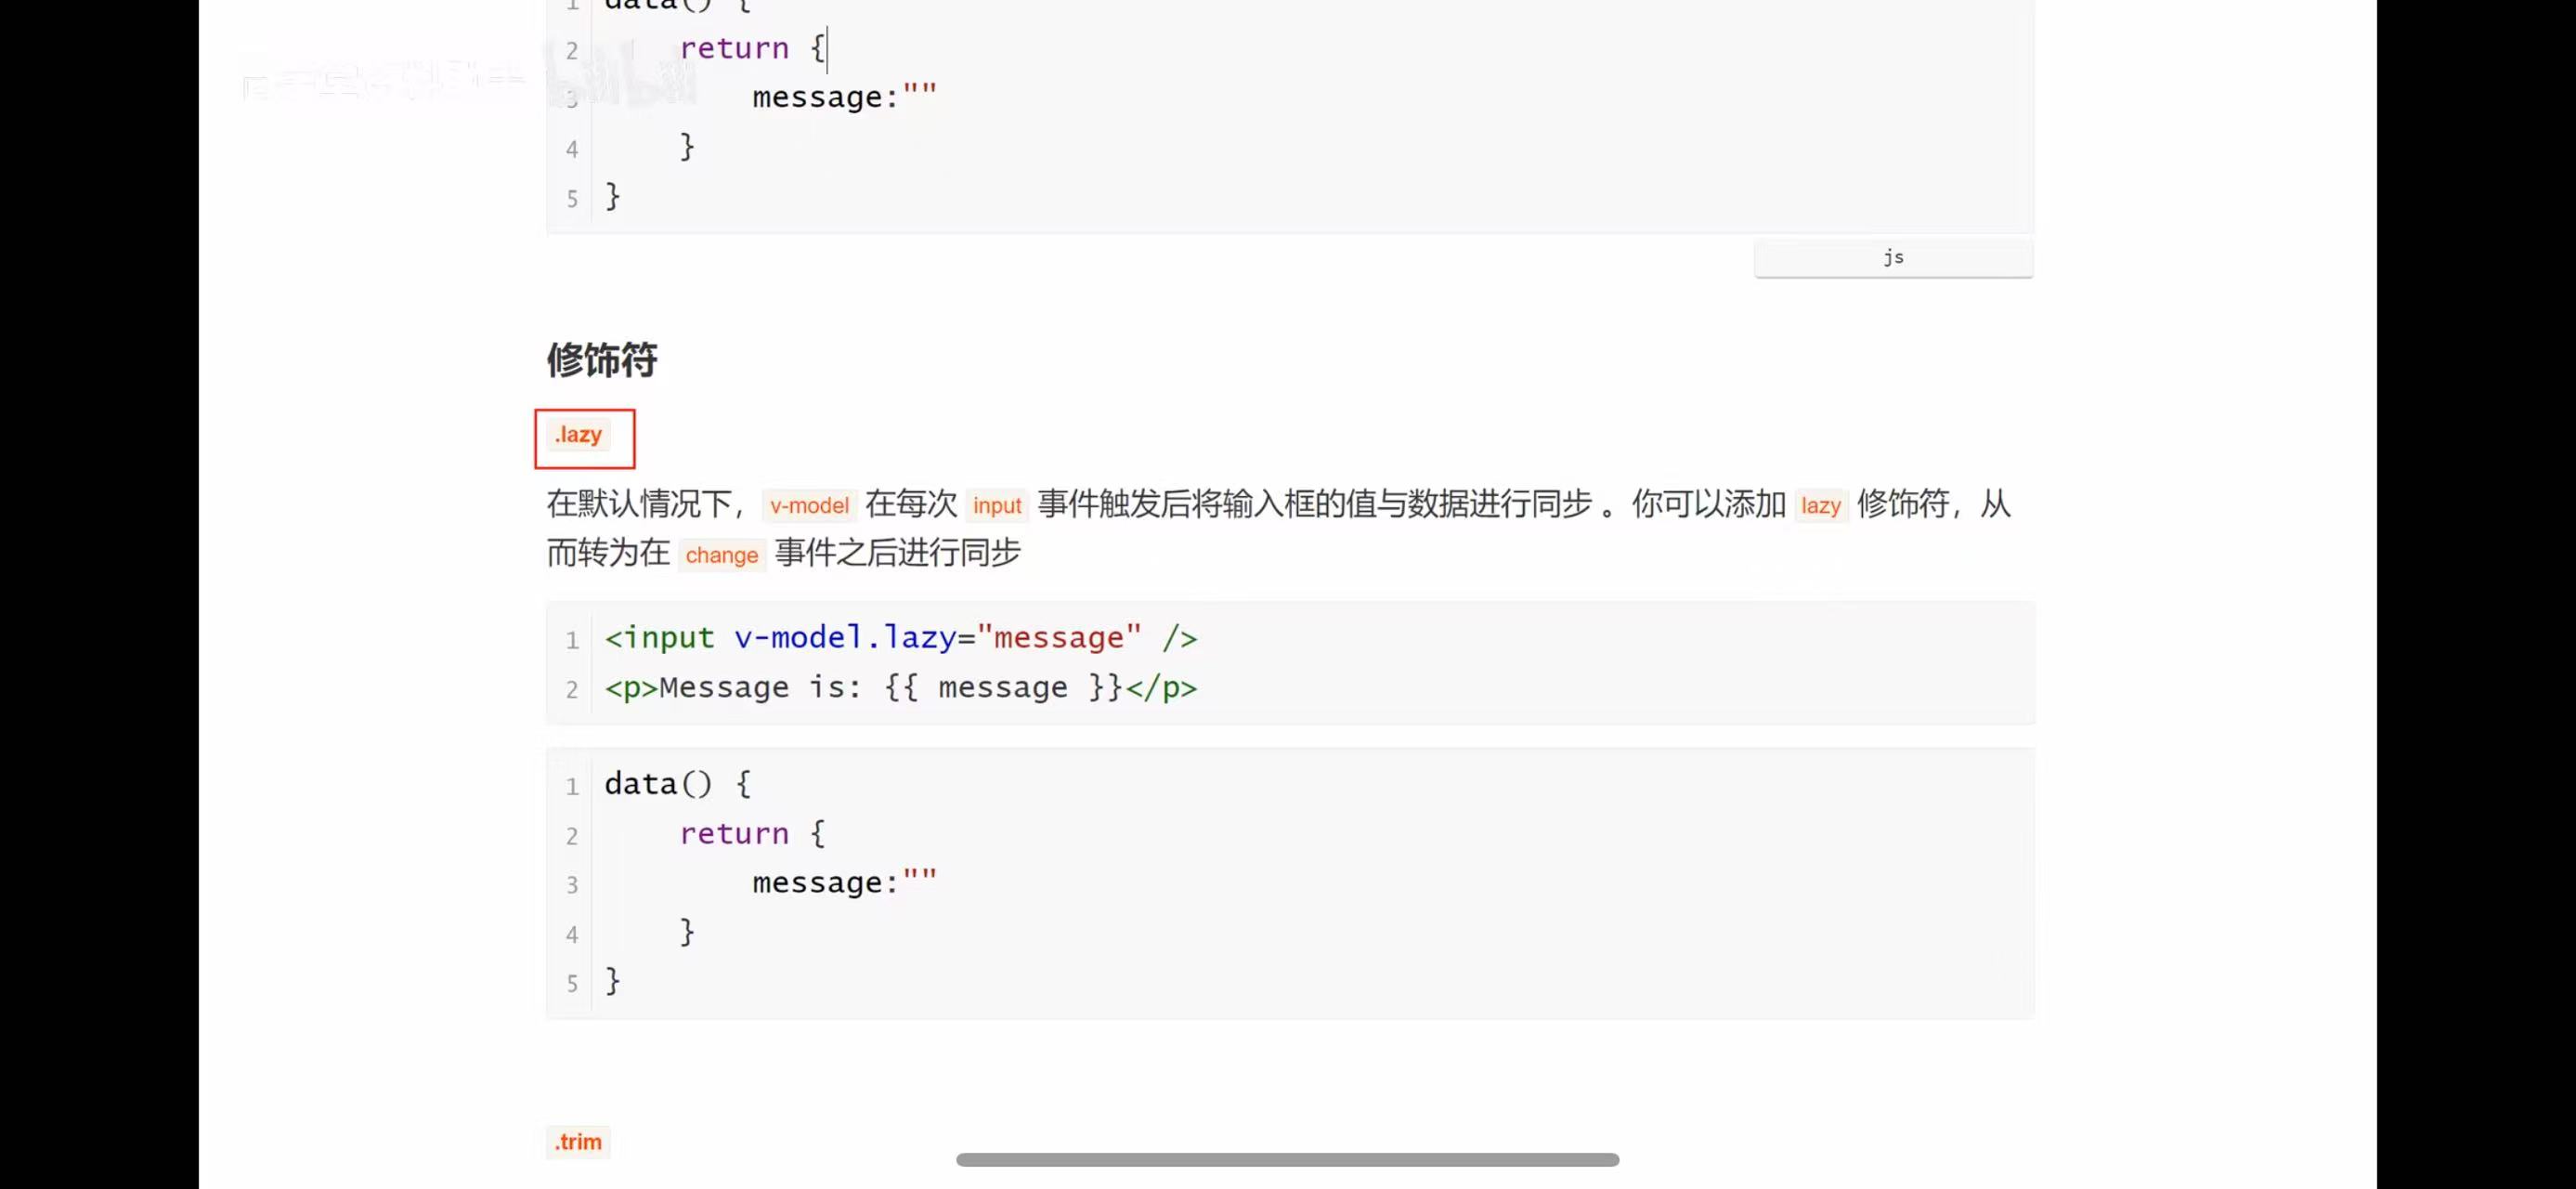 1 data() {
2 return {
3 message:""
4 }
5 }
js
修饰符
.lazy
在默认情况下， v-model 在每次 input 事件触发后将输入框的值与数据进行同步 。你可以添加 lazy 修饰符，从
而转为在 change 事件之后进行同步
1 <input v-model.lazy="message" />
2 <p>Message is: {{ message }}</p>
1 data() {
2 return {
3 message:""
4 }
5 }
.trim